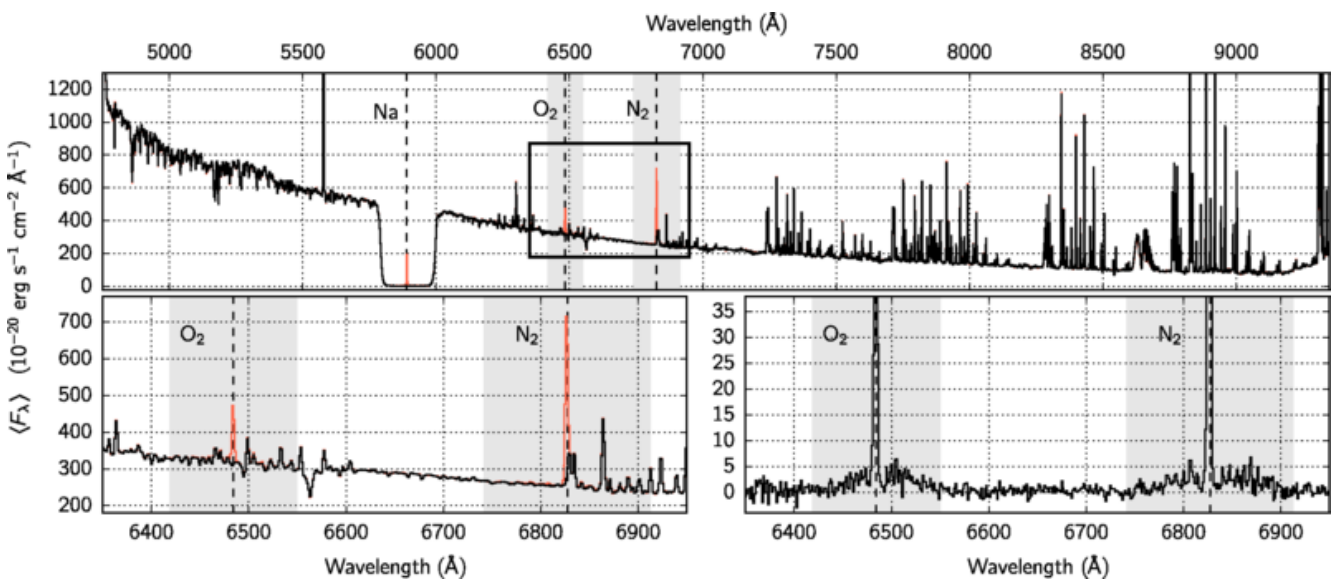 Wavelength (Å)
5000 5500 6000 6500 7000 7500 8000 8500 9000
1200
1000
800
600
400
200
0
Na
O₂
N₂
⟨Fλ⟩ (10⁻²⁰ erg s⁻¹ cm⁻² Å⁻¹)
700
600
500
400
300
200
O₂
N₂
6400 6500 6600 6700 6800 6900
Wavelength (Å)
35
30
25
20
15
10
5
0
O₂
N₂
6400 6500 6600 6700 6800 6900
Wavelength (Å)